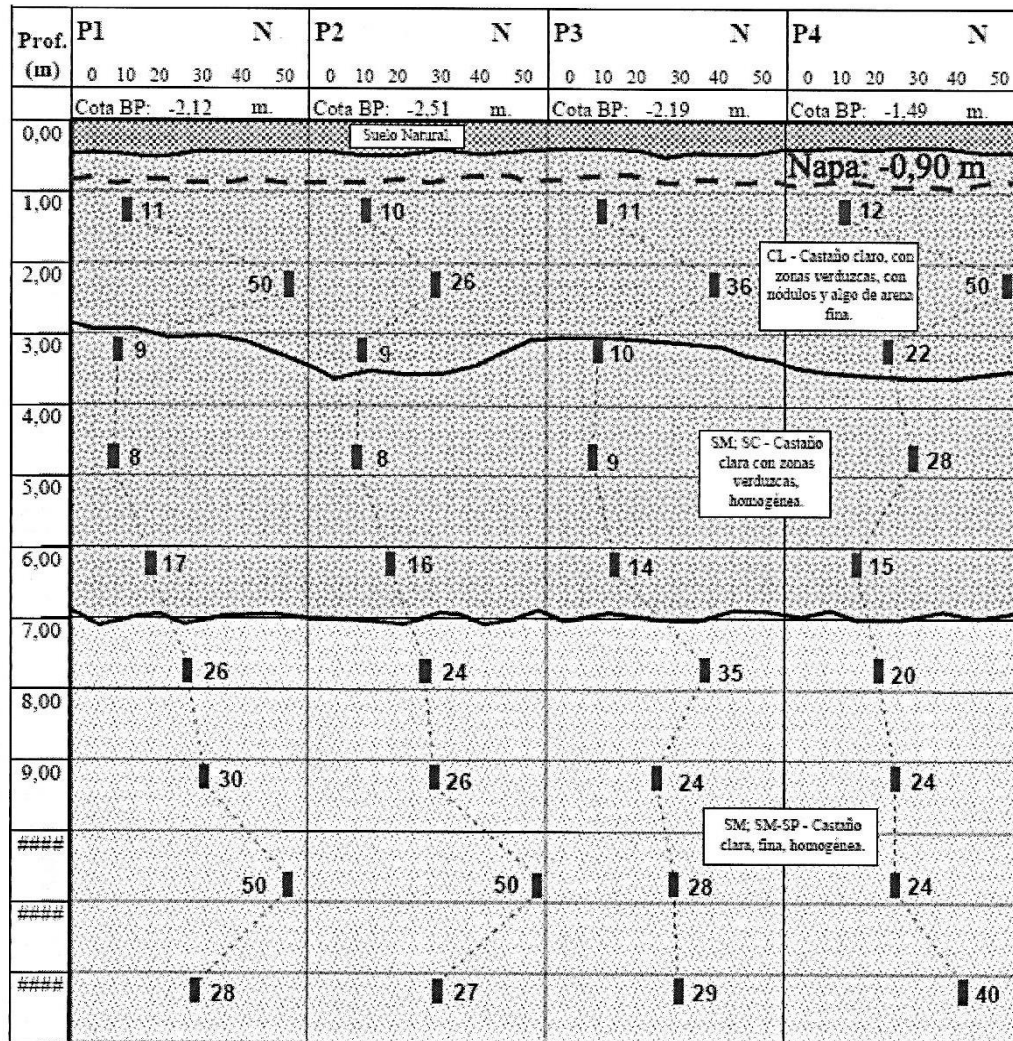 Prof.
(m)
P1 N
P2 N
P3 N
P4 N
0 10 20 30 40 50
0 10 20 30 40 50
0 10 20 30 40 50
0 10 20 30 40 50
Cota BP: -2.12 m.
Cota BP: -2.51 m.
Cota BP: -2.19 m.
Cota BP: -1.49 m.
0,00
Suelo Natural.
Napa: -0,90 m
1,00
11
10
11
12
2,00
50
26
36
50
CL - Castaño claro, con
zonas verduzcas, con
nódulos y algo de arena
fina.
3,00
9
9
10
22
4,00
8
8
9
28
SM; SC - Castaño
clara con zonas
verduzcas,
homogénea.
5,00
6,00
17
16
14
15
7,00
26
24
35
20
8,00
9,00
30
26
24
24
SM; SM-SP - Castaño
clara, fina, homogénea.
####
50
50
28
24
####
####
28
27
29
40